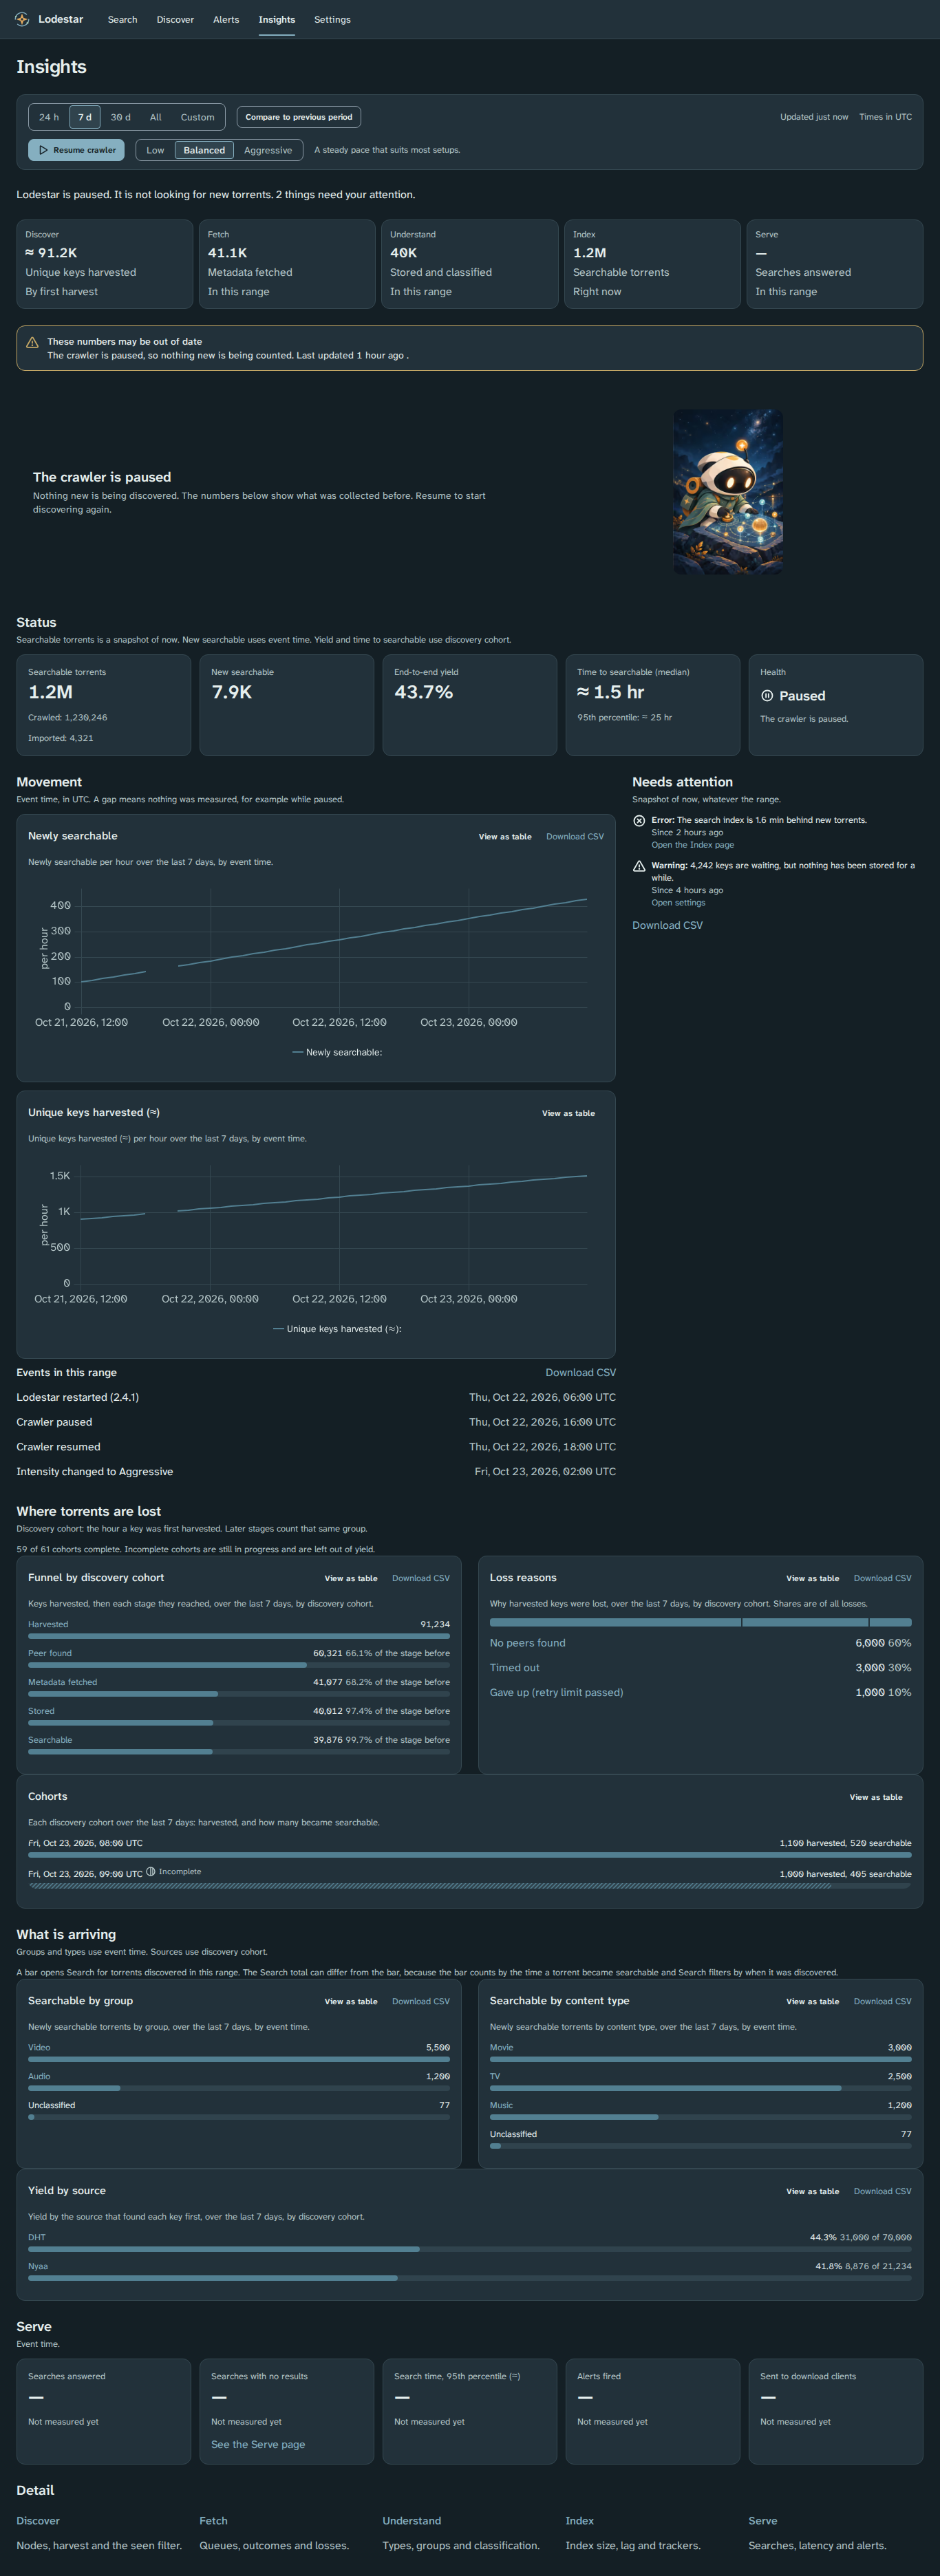 Lodestar
Search
Discover
Alerts
Insights
Settings
Insights
24 h
7 d
30 d
All
Custom
Compare to previous period
Updated just now
Times in UTC
Resume crawler
Low
Balanced
Aggressive
A steady pace that suits most setups.
Lodestar is paused. It is not looking for new torrents. 2 things need your attention.
Discover
≈ 91.2K
Unique keys harvested
By first harvest
Fetch
41.1K
Metadata fetched
In this range
Understand
40K
Stored and classified
In this range
Index
1.2M
Searchable torrents
Right now
Serve
—
Searches answered
In this range
These numbers may be out of date
The crawler is paused, so nothing new is being counted. Last updated 1 hour ago .
The crawler is paused
Nothing new is being discovered. The numbers below show what was collected before. Resume to start
discovering again.
Status
Searchable torrents is a snapshot of now. New searchable uses event time. Yield and time to searchable use discovery cohort.
Searchable torrents
1.2M
Crawled: 1,230,246
Imported: 4,321
New searchable
7.9K
End-to-end yield
43.7%
Time to searchable (median)
≈ 1.5 hr
95th percentile: ≈ 25 hr
Health
Paused
The crawler is paused.
Movement
Event time, in UTC. A gap means nothing was measured, for example while paused.
Newly searchable
View as table
Download CSV
Newly searchable per hour over the last 7 days, by event time.
per hour
400
300
200
100
0
Oct 21, 2026, 12:00
Oct 22, 2026, 00:00
Oct 22, 2026, 12:00
Oct 23, 2026, 00:00
Newly searchable:
Unique keys harvested (≈)
View as table
Unique keys harvested (≈) per hour over the last 7 days, by event time.
per hour
1.5K
1K
500
0
Oct 21, 2026, 12:00
Oct 22, 2026, 00:00
Oct 22, 2026, 12:00
Oct 23, 2026, 00:00
Unique keys harvested (≈):
Events in this range
Download CSV
Lodestar restarted (2.4.1)
Thu, Oct 22, 2026, 06:00 UTC
Crawler paused
Thu, Oct 22, 2026, 16:00 UTC
Crawler resumed
Thu, Oct 22, 2026, 18:00 UTC
Intensity changed to Aggressive
Fri, Oct 23, 2026, 02:00 UTC
Needs attention
Snapshot of now, whatever the range.
Error: The search index is 1.6 min behind new torrents.
Since 2 hours ago
Open the Index page
Warning: 4,242 keys are waiting, but nothing has been stored for a
while.
Since 4 hours ago
Open settings
Download CSV
Where torrents are lost
Discovery cohort: the hour a key was first harvested. Later stages count that same group.
59 of 61 cohorts complete. Incomplete cohorts are still in progress and are left out of yield.
Funnel by discovery cohort
View as table
Download CSV
Keys harvested, then each stage they reached, over the last 7 days, by discovery cohort.
Harvested
91,234
Peer found
60,321 66.1% of the stage before
Metadata fetched
41,077 68.2% of the stage before
Stored
40,012 97.4% of the stage before
Searchable
39,876 99.7% of the stage before
Loss reasons
View as table
Download CSV
Why harvested keys were lost, over the last 7 days, by discovery cohort. Shares are of all losses.
No peers found
6,000 60%
Timed out
3,000 30%
Gave up (retry limit passed)
1,000 10%
Cohorts
View as table
Each discovery cohort over the last 7 days: harvested, and how many became searchable.
Fri, Oct 23, 2026, 08:00 UTC
1,100 harvested, 520 searchable
Fri, Oct 23, 2026, 09:00 UTC
Incomplete
1,000 harvested, 405 searchable
What is arriving
Groups and types use event time. Sources use discovery cohort.
A bar opens Search for torrents discovered in this range. The Search total can differ from the bar, because the bar counts by the time a torrent became searchable and Search filters by when it was discovered.
Searchable by group
View as table
Download CSV
Newly searchable torrents by group, over the last 7 days, by event time.
Video
5,500
Audio
1,200
Unclassified
77
Searchable by content type
View as table
Download CSV
Newly searchable torrents by content type, over the last 7 days, by event time.
Movie
3,000
TV
2,500
Music
1,200
Unclassified
77
Yield by source
View as table
Download CSV
Yield by the source that found each key first, over the last 7 days, by discovery cohort.
DHT
44.3% 31,000 of 70,000
Nyaa
41.8% 8,876 of 21,234
Serve
Event time.
Searches answered
—
Not measured yet
Searches with no results
—
Not measured yet
See the Serve page
Search time, 95th percentile (≈)
—
Not measured yet
Alerts fired
—
Not measured yet
Sent to download clients
—
Not measured yet
Detail
Discover
Nodes, harvest and the seen filter.
Fetch
Queues, outcomes and losses.
Understand
Types, groups and classification.
Index
Index size, lag and trackers.
Serve
Searches, latency and alerts.